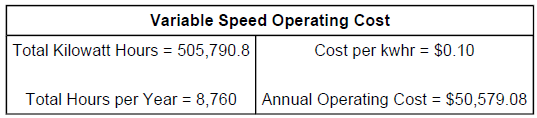 Variable Speed Operating Cost
Total Kilowatt Hours = 505,790.8
Cost per kwhr = $0.10
Total Hours per Year = 8,760
Annual Operating Cost = $50,579.08